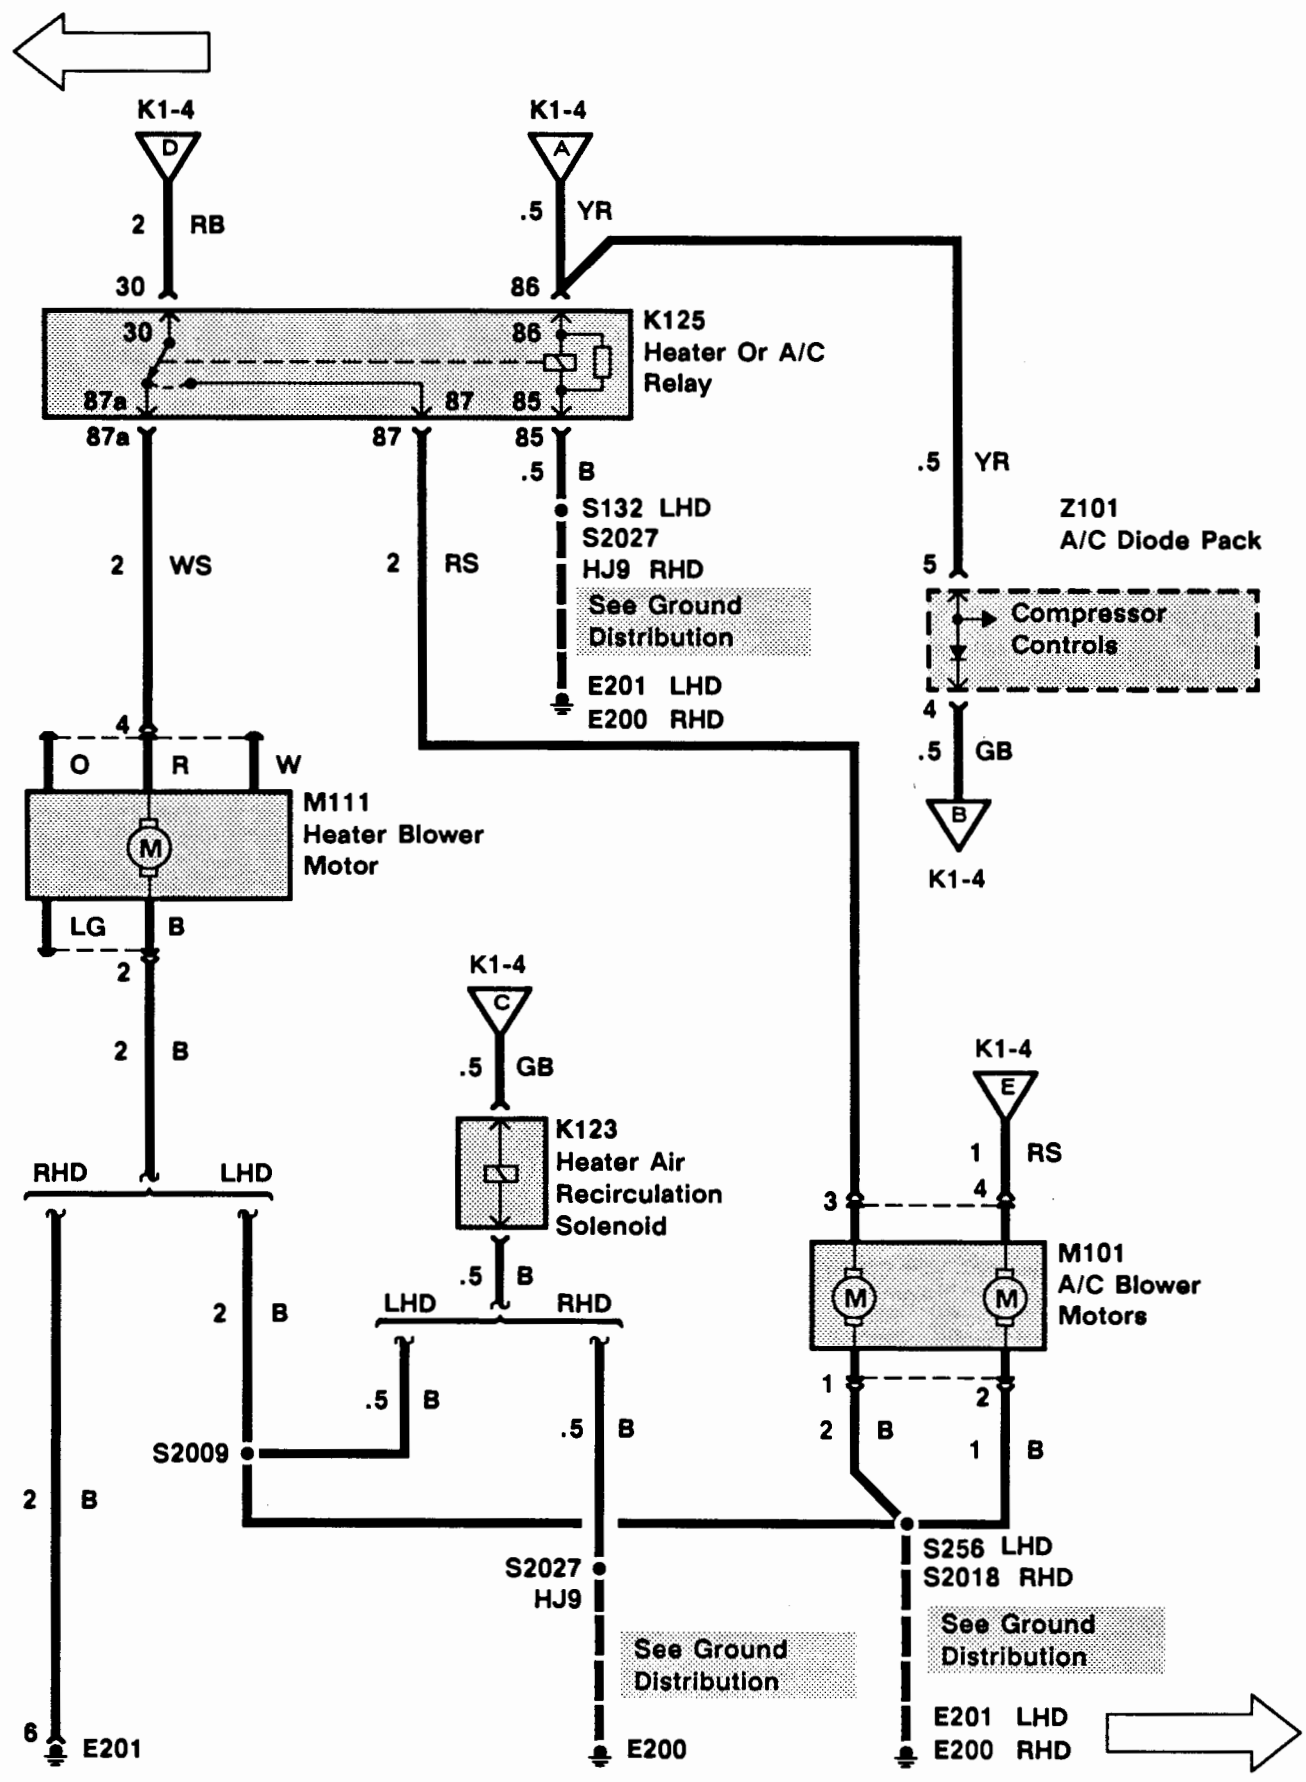 K1-4
K1-4
D
A
2 RB
.5 YR
30
86
30
86
K125
Heater Or A/C
Relay
87a
87
85
87a
87
85
.5 B
.5 YR
S132 LHD
S2027
HJ9 RHD
See Ground
Distribution
Z101
A/C Diode Pack
2 WS
2 RS
5
Compressor
Controls
E201 LHD
E200 RHD
4
4
O R W
.5 GB
M111
Heater Blower
Motor
M
B
K1-4
LG B
2
K1-4
C
2 B
.5 GB
K1-4
E
K123
Heater Air
Recirculation
Solenoid
1 RS
RHD LHD
3
4
M101
A/C Blower
Motors
M
M
.5 B
LHD RHD
2 B
1
2
.5 B
.5 B
2 B
1 B
S2009
2 B
S256 LHD
S2018 RHD
S2027
HJ9
See Ground
Distribution
See Ground
Distribution
E201 LHD
E200 RHD
6
E201
E200